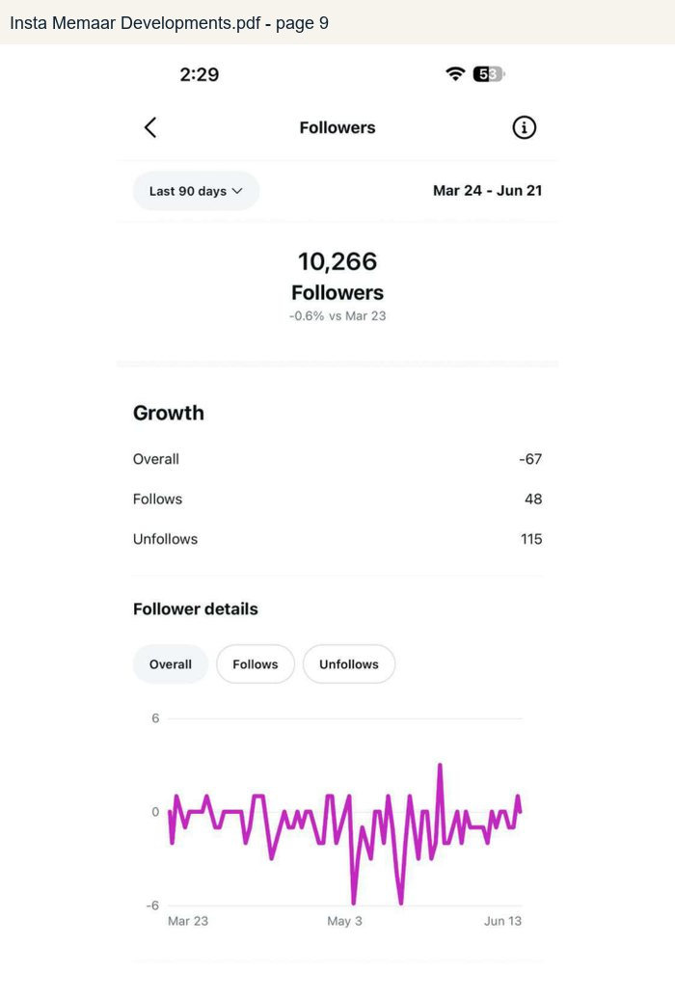 Insta Memaar Developments.pdf - page 9
2:29
53
Followers
Last 90 days
Mar 24 - Jun 21
10,266
Followers
-0.6% vs Mar 23
Growth
Overall -67
Follows 48
Unfollows 115
Follower details
Overall Follows Unfollows
6
0
-6
Mar 23 May 3 Jun 13